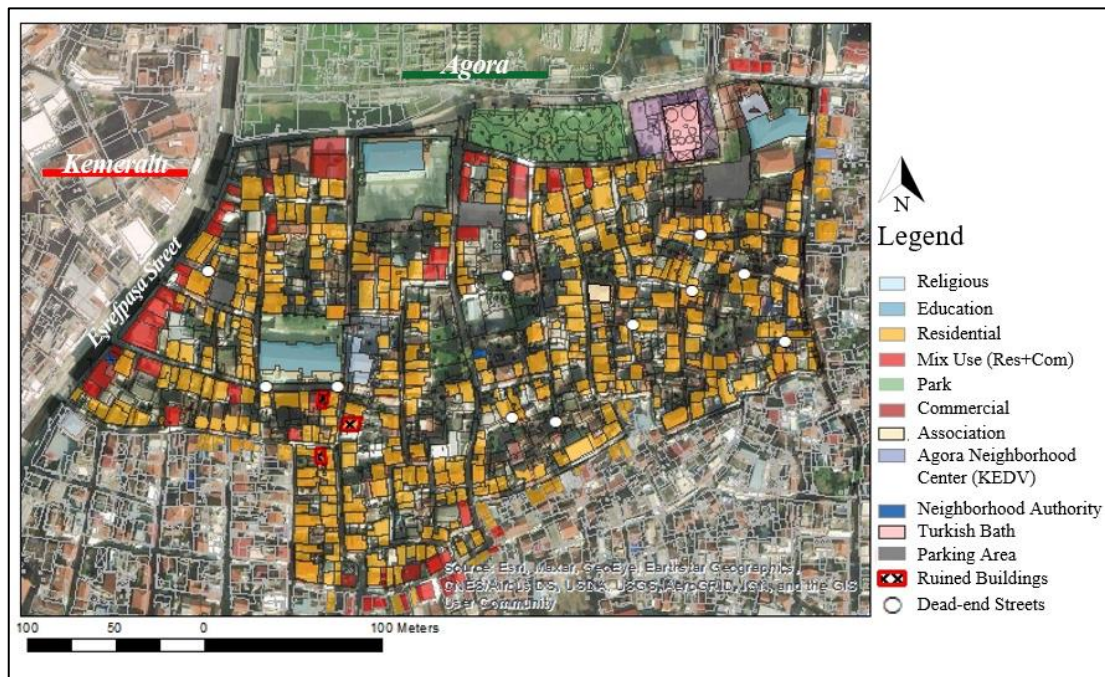 Agora
Kemeraltı
Eşrefpaşa Street
N
Legend
Religious
Education
Residential
Mix Use (Res+Com)
Park
Commercial
Association
Agora Neighborhood
Center (KEDV)
Neighborhood Authority
Turkish Bath
Parking Area
Ruined Buildings
Dead-end Streets
Source: Esri, Maxar, GeoEye, Earthstar Geographics,
CNES/Airbus DS, USDA, USGS, AeroGRID, IGN, and the GIS
User Community
100 50 0 100 Meters